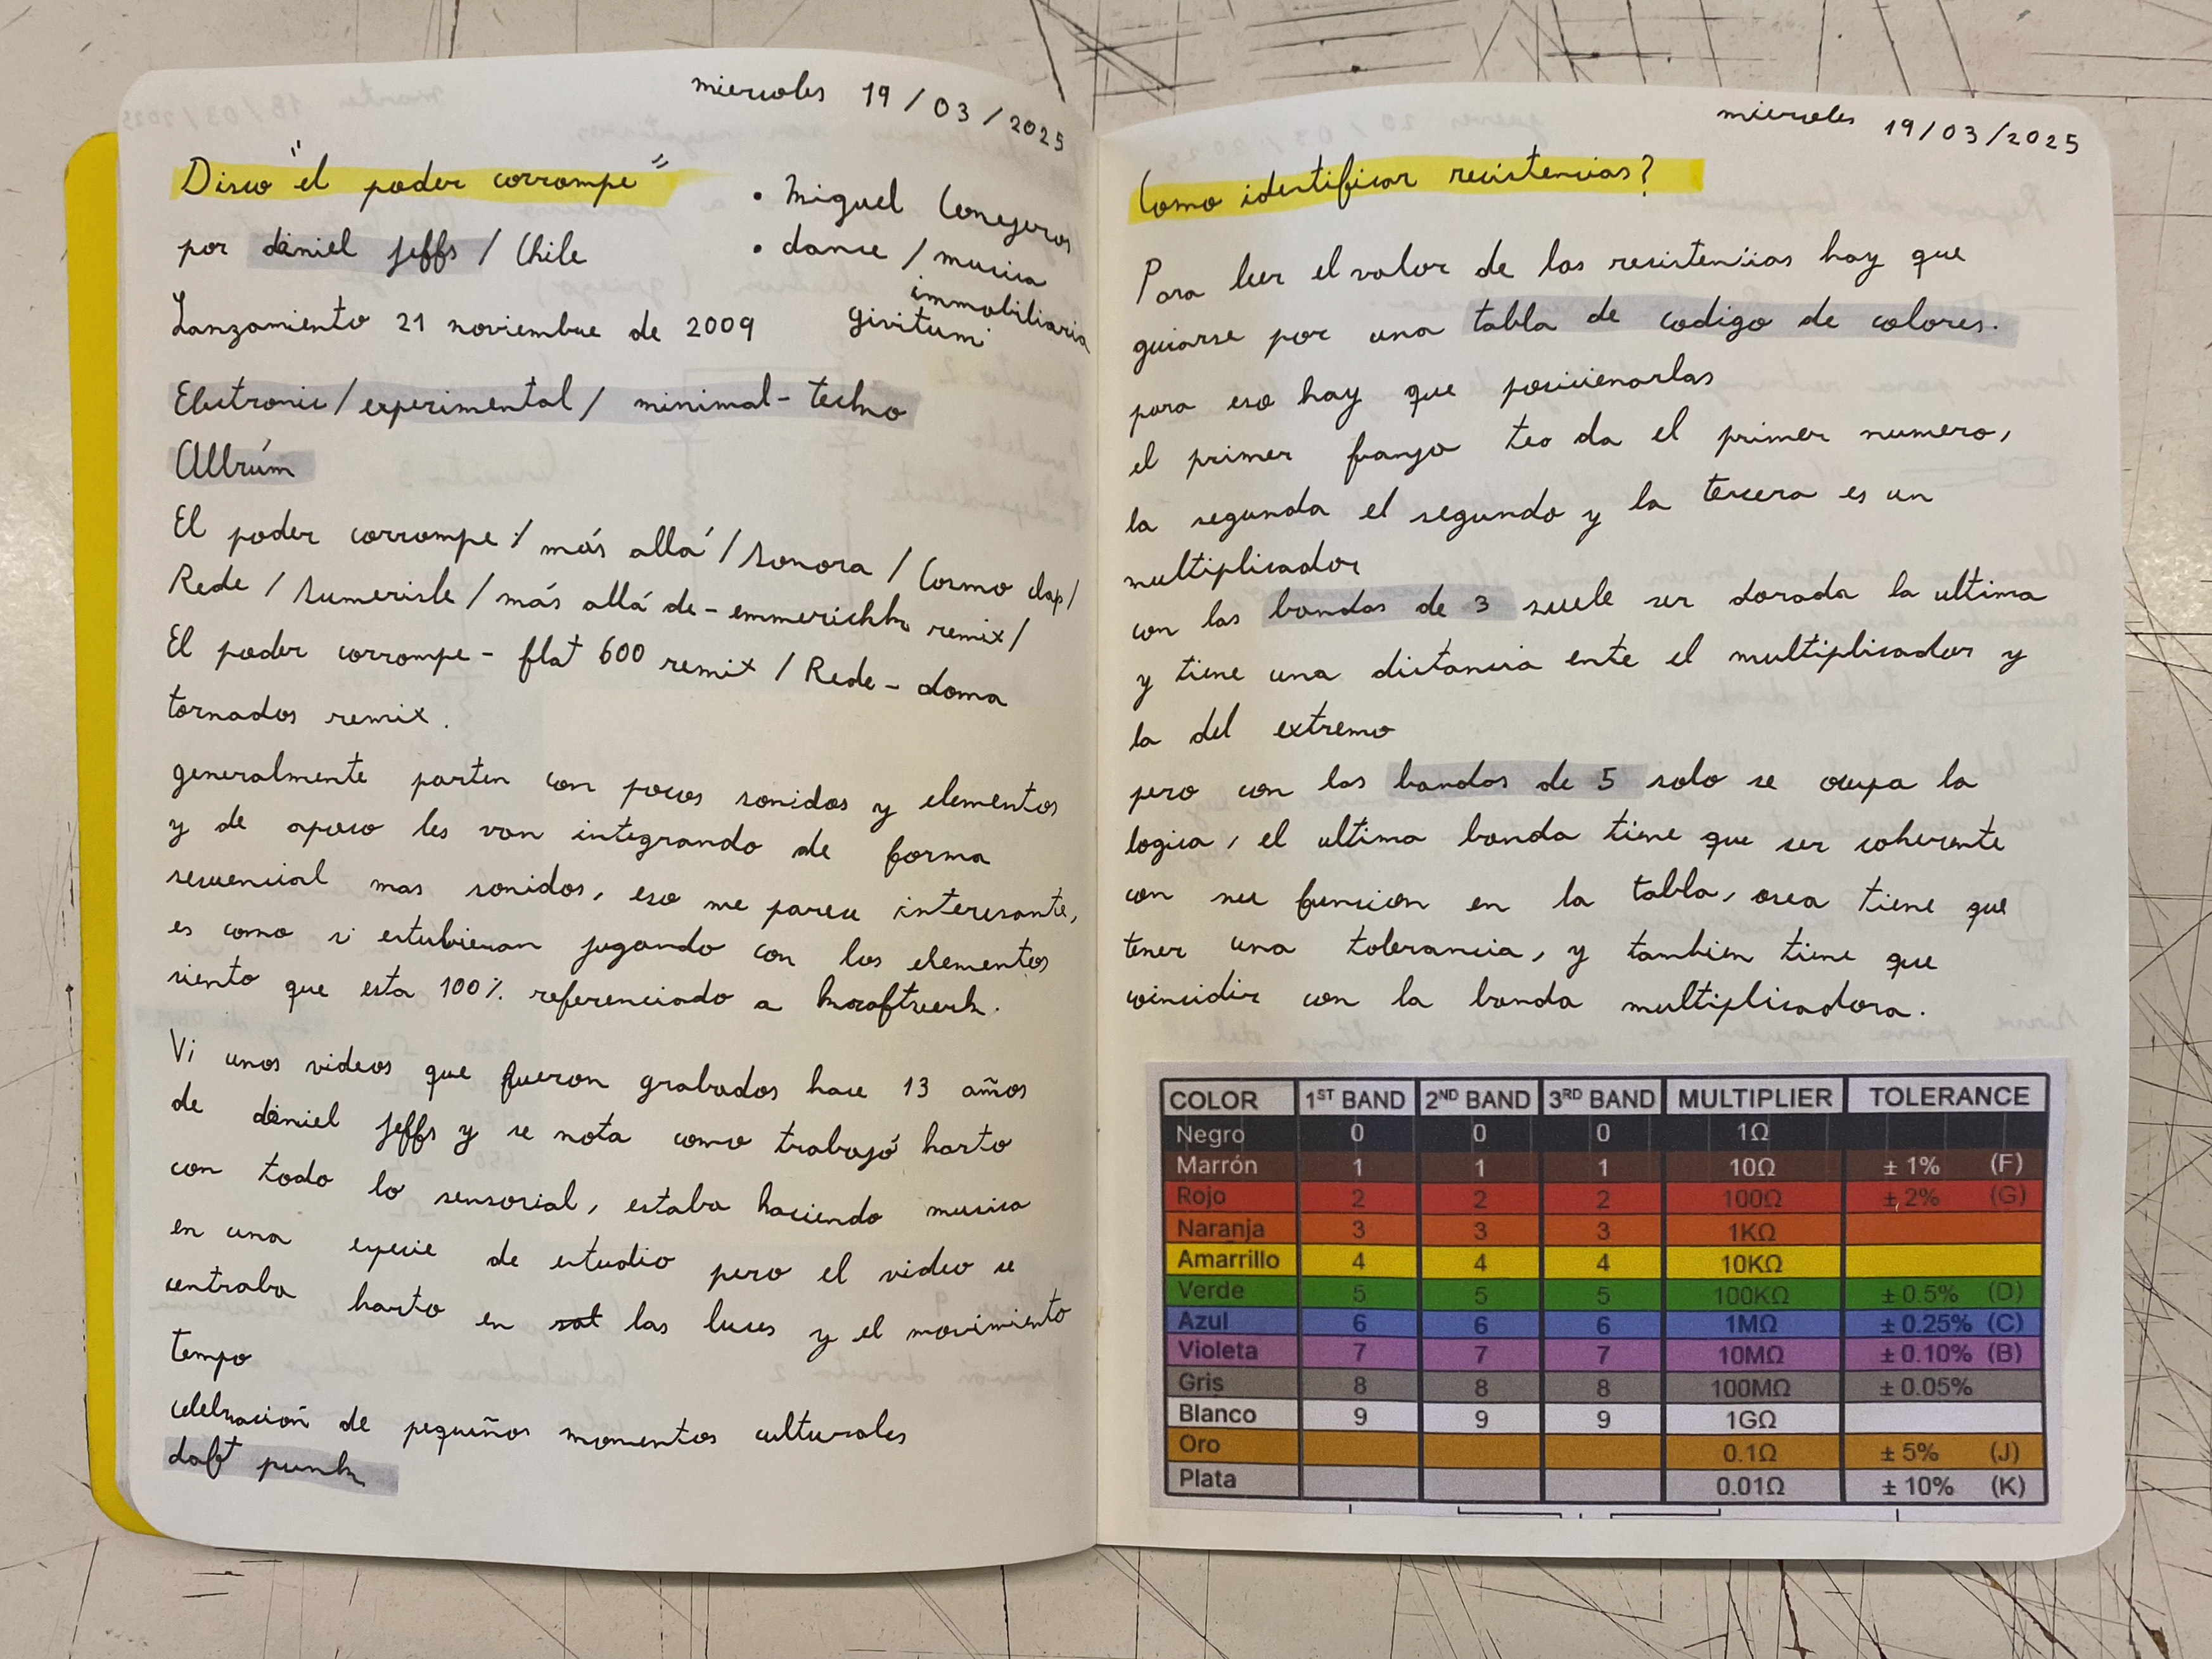 miercoles 19/03/2025
Disco "el poder corrompe"
por daniel jeffs / Chile
Lanzamiento 21 noviembre de 2009
• Miguel Conejeros
• dance / musica
immobiliaria
givitumi
Electronic / experimental / minimal-techno
Albúm
El poder corrompe / más allá / sonora / Cosmo clap /
Rede / sumerisle / más allá de - emmerichk remix /
El poder corrompe - flat 600 remix / Rede - doma
tornados remix.
generalmente parten con pocos sonidos y elementos
y de apoco les van integrando de forma
secuencial mas sonidos, eso me parece interesante,
es como si estubieran jugando con los elementos
siento que esta 100% referenciado a kraftwerk.
Vi unos videos que fueron grabados hace 13 años
de daniel jeffs y se nota como trabajó harto
con todo lo sensorial, estaba haciendo musica
en una especie de estudio pero el video se
centraba harto en las luces y el movimiento
tempo
celebración de pequeños momentos culturales
daft punk
miercoles 19/03/2025
Como identificar resistencias?
Para leer el valor de las resistencias hay que
guiarse por una tabla de codigo de colores.
para eso hay que posicionarlas
el primer franja teo da el primer numero,
la segunda el segundo y la tercera es un
multiplicador
con las bandas de 3 suele ser dorada la ultima
y tiene una distancia ente el multiplicador y
la del extremo
pero con las bandas de 5 solo se ocupa la
logica, el ultima banda tiene que ser coherente
con su funcion en la tabla, osea tiene que
tener una tolerancia, y tambien tiene que
coincidir con la banda multiplicadora.
COLOR 1ST BAND 2ND BAND 3RD BAND MULTIPLIER TOLERANCE
Negro 0 0 0 1Ω
Marrón 1 1 1 10Ω ± 1% (F)
Rojo 2 2 2 100Ω ± 2% (G)
Naranja 3 3 3 1KΩ
Amarrillo 4 4 4 10KΩ
Verde 5 5 5 100KΩ ± 0.5% (D)
Azul 6 6 6 1MΩ ± 0.25% (C)
Violeta 7 7 7 10MΩ ± 0.10% (B)
Gris 8 8 8 100MΩ ± 0.05%
Blanco 9 9 9 1GΩ
Oro 0.1Ω ± 5% (J)
Plata 0.01Ω ± 10% (K)